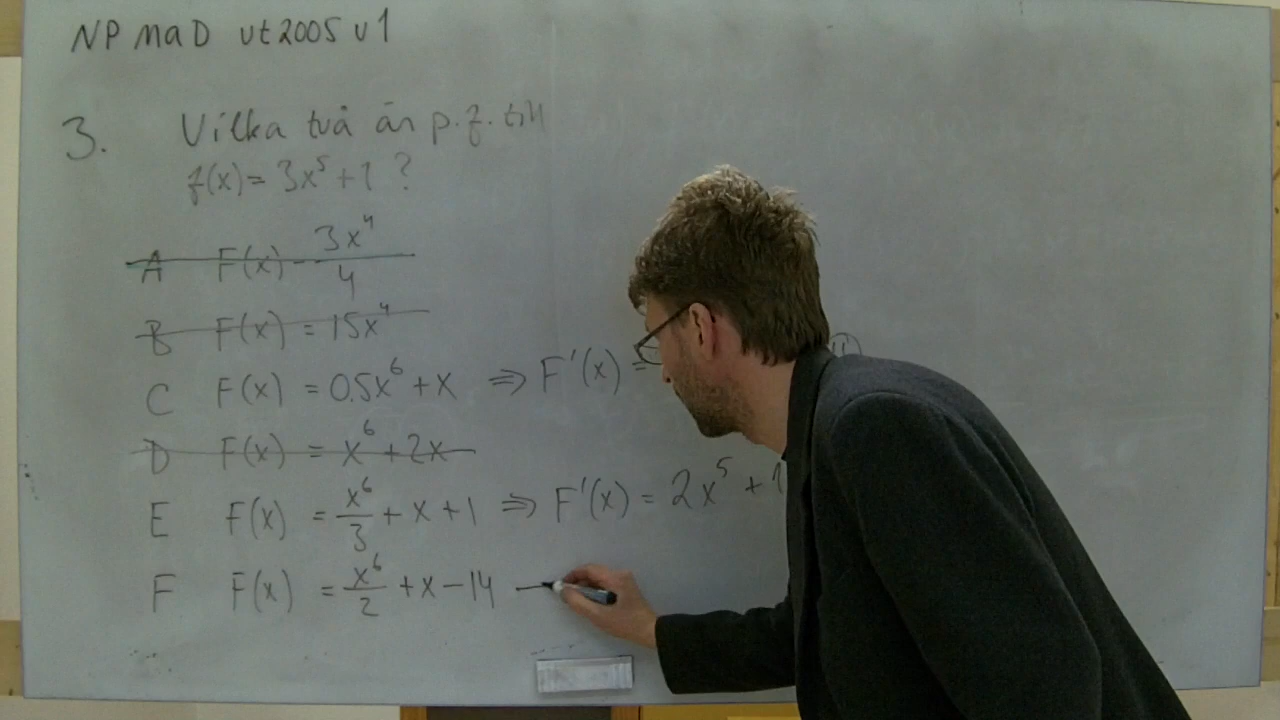 NP MaD vt2005 v1
3. Vilka två är p.f. till
f(x)= 3x⁵+1 ?
A F(x) = 3x⁴/4
B F(x) = 15x⁴
C F(x) = 0.5x⁶ + x ⇒ F'(x) =
D F(x) = x⁶ + 2x
E F(x) = x⁶/3 + x + 1 ⇒ F'(x) = 2x⁵ + 1
F F(x) = x⁶/2 + x - 14